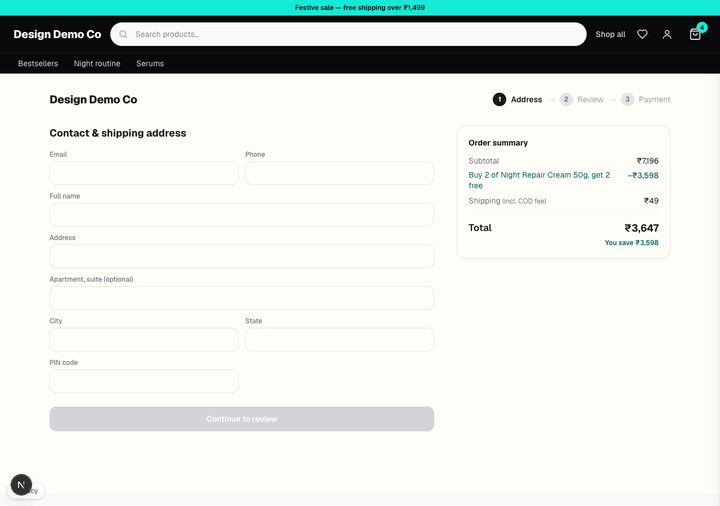 Festive sale — free shipping over ₹1,499
Design Demo Co
Search products...
Shop all
4
Bestsellers
Night routine
Serums
Design Demo Co
1 Address → 2 Review → 3 Payment
Contact & shipping address
Email
Phone
Full name
Address
Apartment, suite (optional)
City
State
PIN code
Continue to review
Order summary
Subtotal ₹7,196
Buy 2 of Night Repair Cream 50g, get 2 −₹3,598
free
Shipping (incl. COD fee) ₹49
Total ₹3,647
You save ₹3,598
N